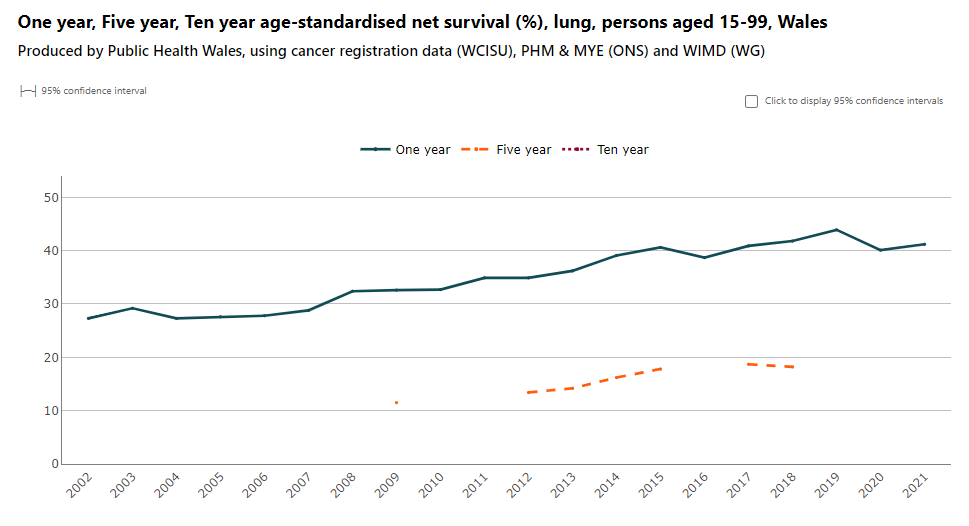 One year, Five year, Ten year age-standardised net survival (%), lung, persons aged 15-99, Wales
Produced by Public Health Wales, using cancer registration data (WCISU), PHM & MYE (ONS) and WIMD (WG)
95% confidence interval
Click to display 95% confidence intervals
One year Five year Ten year
50
40
30
20
10
0
2002 2003 2004 2005 2006 2007 2008 2009 2010 2011 2012 2013 2014 2015 2016 2017 2018 2019 2020 2021